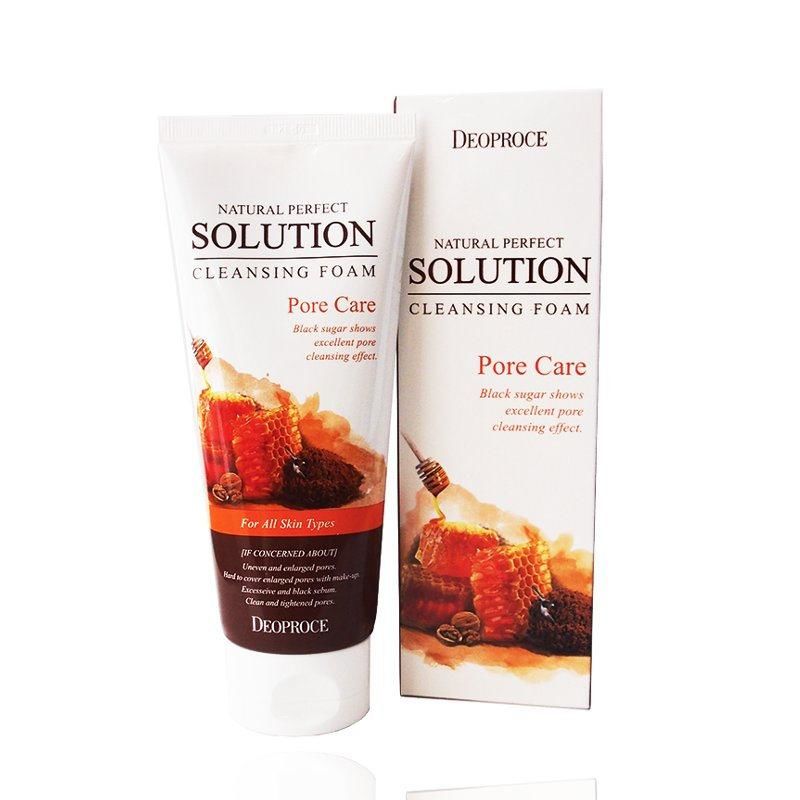 NATURAL PERFECT
SOLUTION
CLEANSING FOAM
Pore Care
Black sugar shows
excellent pore
cleansing effect.
For All Skin Types
[IF CONCERNED ABOUT]
Uneven and enlarged pores.
Hard to cover enlarged pores with make-up.
Excesseive and black sebum.
Clean and tightened pores.
DEOPROCE
DEOPROCE
NATURAL PERFECT
SOLUTION
CLEANSING FOAM
Pore Care
Black sugar shows
excellent pore
cleansing effect.